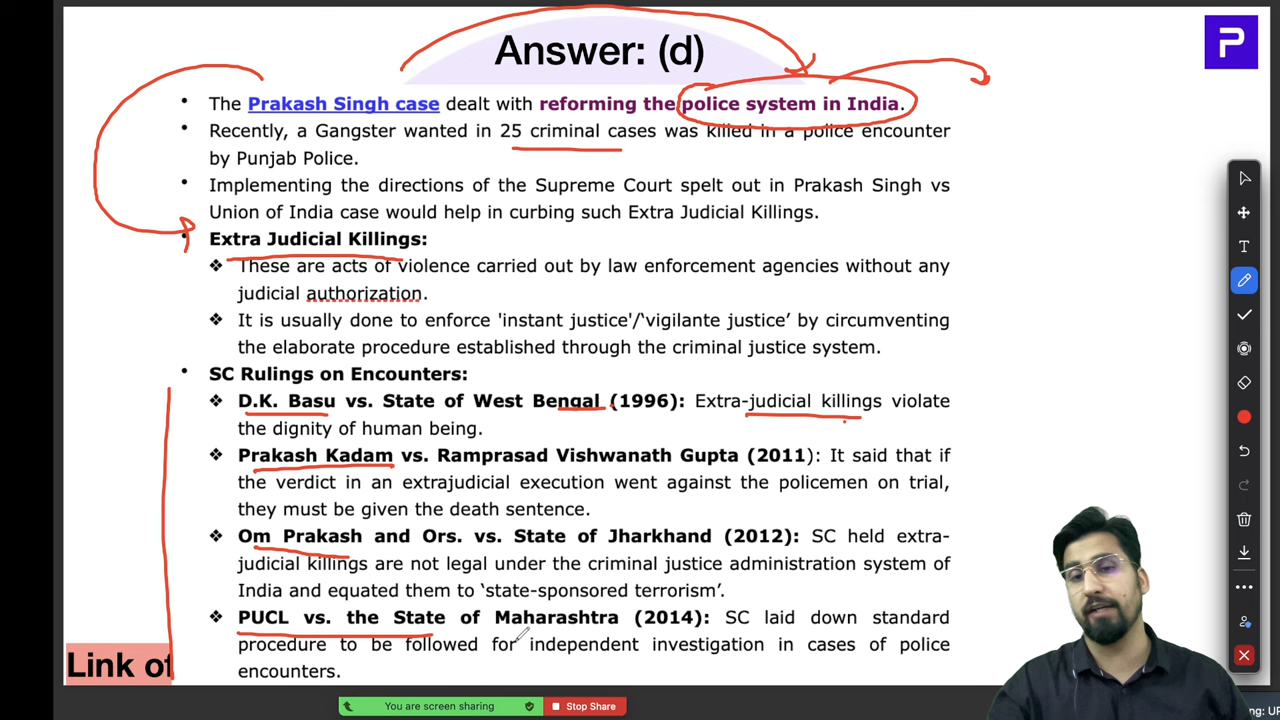 Answer: (d)
P
• The Prakash Singh case dealt with reforming the police system in India.
• Recently, a Gangster wanted in 25 criminal cases was killed in a police encounter
by Punjab Police.
• Implementing the directions of the Supreme Court spelt out in Prakash Singh vs
Union of India case would help in curbing such Extra Judicial Killings.
• Extra Judicial Killings:
❖ These are acts of violence carried out by law enforcement agencies without any
judicial authorization.
❖ It is usually done to enforce 'instant justice'/‘vigilante justice’ by circumventing
the elaborate procedure established through the criminal justice system.
• SC Rulings on Encounters:
❖ D.K. Basu vs. State of West Bengal (1996): Extra-judicial killings violate
the dignity of human being.
❖ Prakash Kadam vs. Ramprasad Vishwanath Gupta (2011): It said that if
the verdict in an extrajudicial execution went against the policemen on trial,
they must be given the death sentence.
❖ Om Prakash and Ors. vs. State of Jharkhand (2012): SC held extra-
judicial killings are not legal under the criminal justice administration system of
India and equated them to ‘state-sponsored terrorism’.
❖ PUCL vs. the State of Maharashtra (2014): SC laid down standard
procedure to be followed for independent investigation in cases of police
encounters.
Link of
You are screen sharing
Stop Share
T
ng: UP